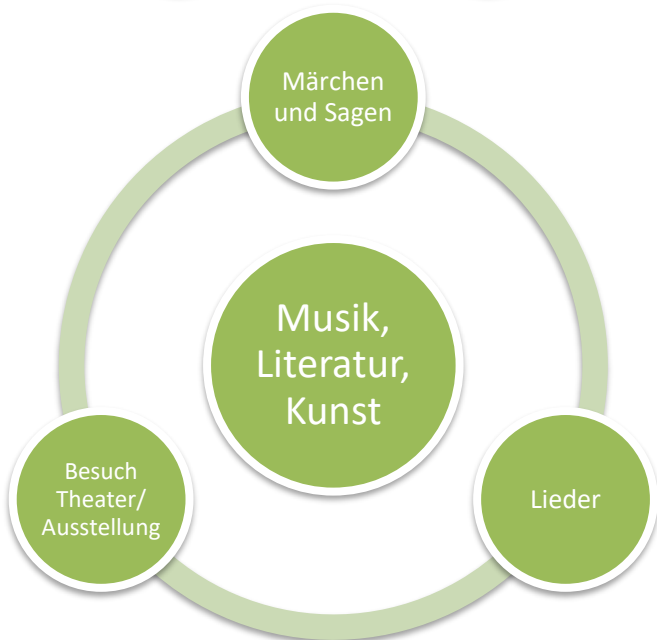 Märchen
und Sagen
Musik,
Literatur,
Kunst
Besuch
Theater/
Ausstellung
Lieder